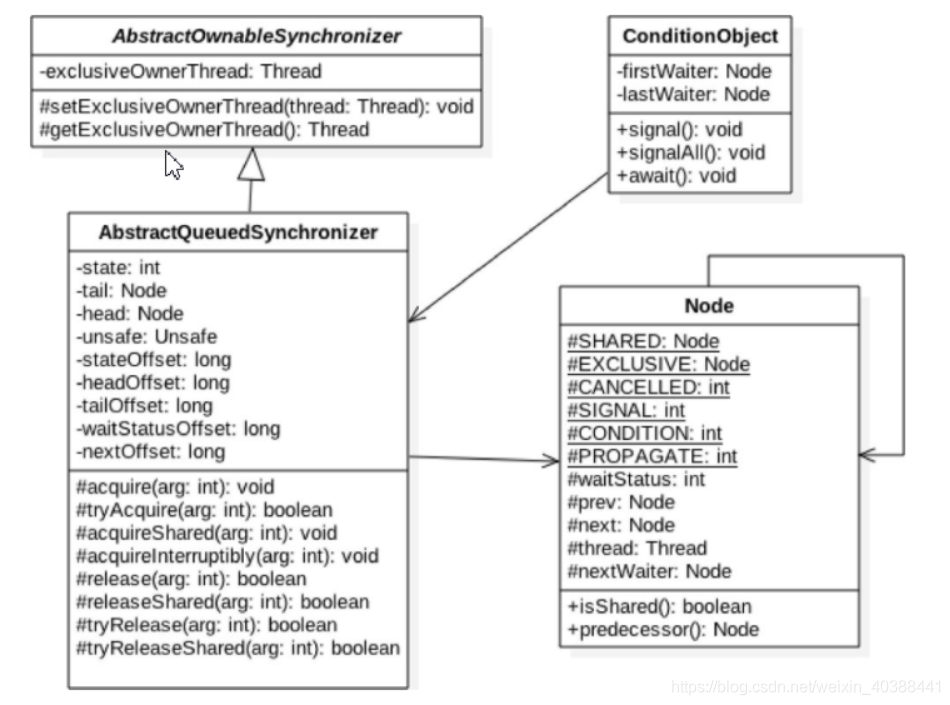 AbstractOwnableSynchronizer
-exclusiveOwnerThread: Thread
#setExclusiveOwnerThread(thread: Thread): void
#getExclusiveOwnerThread(): Thread
ConditionObject
-firstWaiter: Node
-lastWaiter: Node
+signal(): void
+signalAll(): void
+await(): void
AbstractQueuedSynchronizer
-state: int
-tail: Node
-head: Node
-unsafe: Unsafe
-stateOffset: long
-headOffset: long
-tailOffset: long
-waitStatusOffset: long
-nextOffset: long
#acquire(arg: int): void
#tryAcquire(arg: int): boolean
#acquireShared(arg: int): void
#acquireInterruptibly(arg: int): void
#release(arg: int): boolean
#releaseShared(arg: int): boolean
#tryRelease(arg: int): boolean
#tryReleaseShared(arg: int): boolean
Node
#SHARED: Node
#EXCLUSIVE: Node
#CANCELLED: int
#SIGNAL: int
#CONDITION: int
#PROPAGATE: int
#waitStatus: int
#prev: Node
#next: Node
#thread: Thread
#nextWaiter: Node
+isShared(): boolean
+predecessor(): Node
https://blog.csdn.net/weixin_40388441